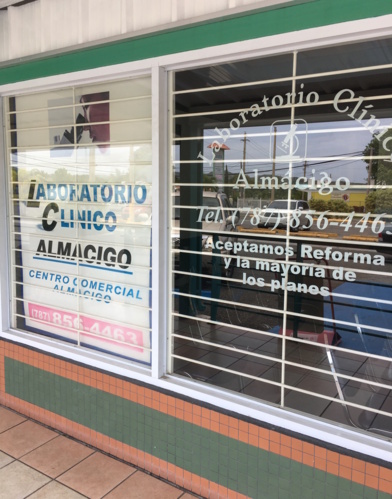 LABORATORIO
CLINICO
ALMACIGO
CENTRO COMERCIAL
ALMACIGO
(787) 856-4463
Laboratorio Clínico
Almácigo
Tel. (787) 856-446
Aceptamos Reforma
y la mayoría de
los planes